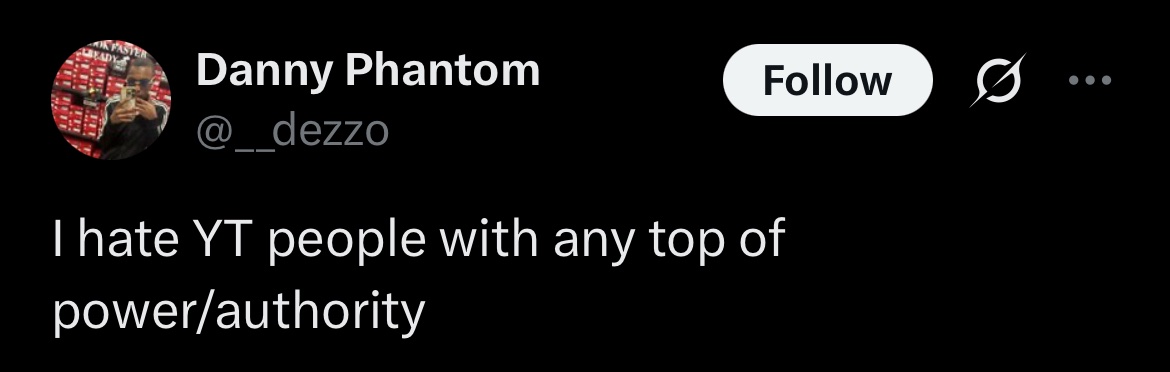 Danny Phantom
@__dezzo
Follow
I hate YT people with any top of
power/authority